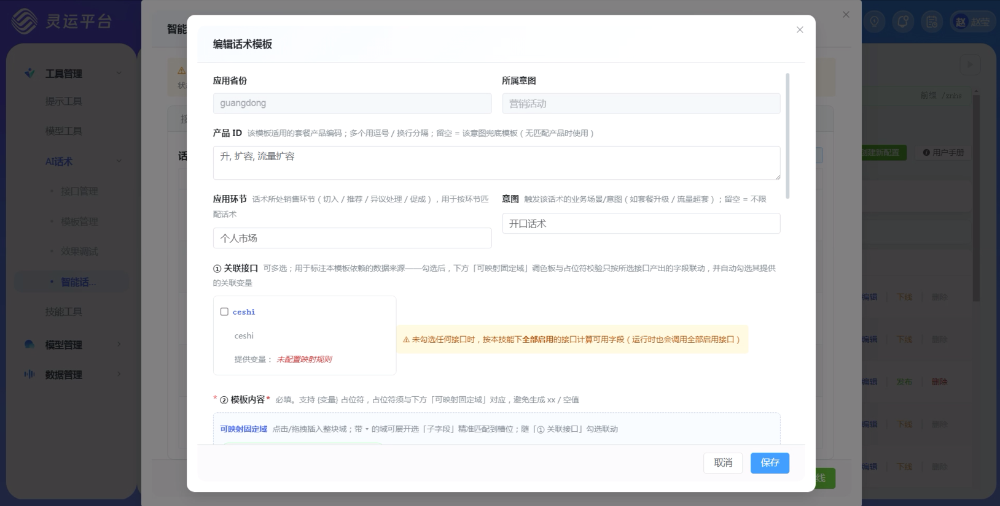 灵运平台
赵 赵莹
工具管理
提示工具
模型工具
AI话术
接口管理
模板管理
效果调试
智能话...
技能工具
模型管理
数据管理
智能
编辑话术模板
应用省份
所属意图
guangdong
营销活动
产品 ID 该模板适用的套餐产品编码；多个用逗号 / 换行分隔；留空 = 该意图兜底模板（无匹配产品时使用）
升, 扩容, 流量扩容
应用环节 话术所处销售环节（切入 / 推荐 / 异议处理 / 促成），用于按环节匹
配话术
意图 触发该话术的业务场景/意图（如套餐升级 / 流量超套）；留空 = 不限
个人市场
开口话术
① 关联接口 可多选；用于标注本模板依赖的数据来源——勾选后，下方「可映射固定域」调色板与占位符校验只按所选接口产出的字段联动，并自动勾选其提供
的关联变量
ceshi
ceshi
提供变量： 未配置映射规则
⚠ 未勾选任何接口时，按本技能下全部启用的接口计算可用字段（运行时也会调用全部启用接口）
* ② 模板内容* 必填。支持 {变量} 占位符，占位符须与下方「可映射固定域」对应，避免生成 xx / 空值
可映射固定域 点击/拖拽插入整块域；带 ▾ 的域可展开选「子字段」精准匹配到槽位；随「① 关联接口」勾选联动
取消
保存
前缀 /znhs
创建新配置
用户手册
编辑 下线 删除
编辑 下线 删除
编辑 发布 删除
编辑 下线 删除
编辑 下线 删除
线